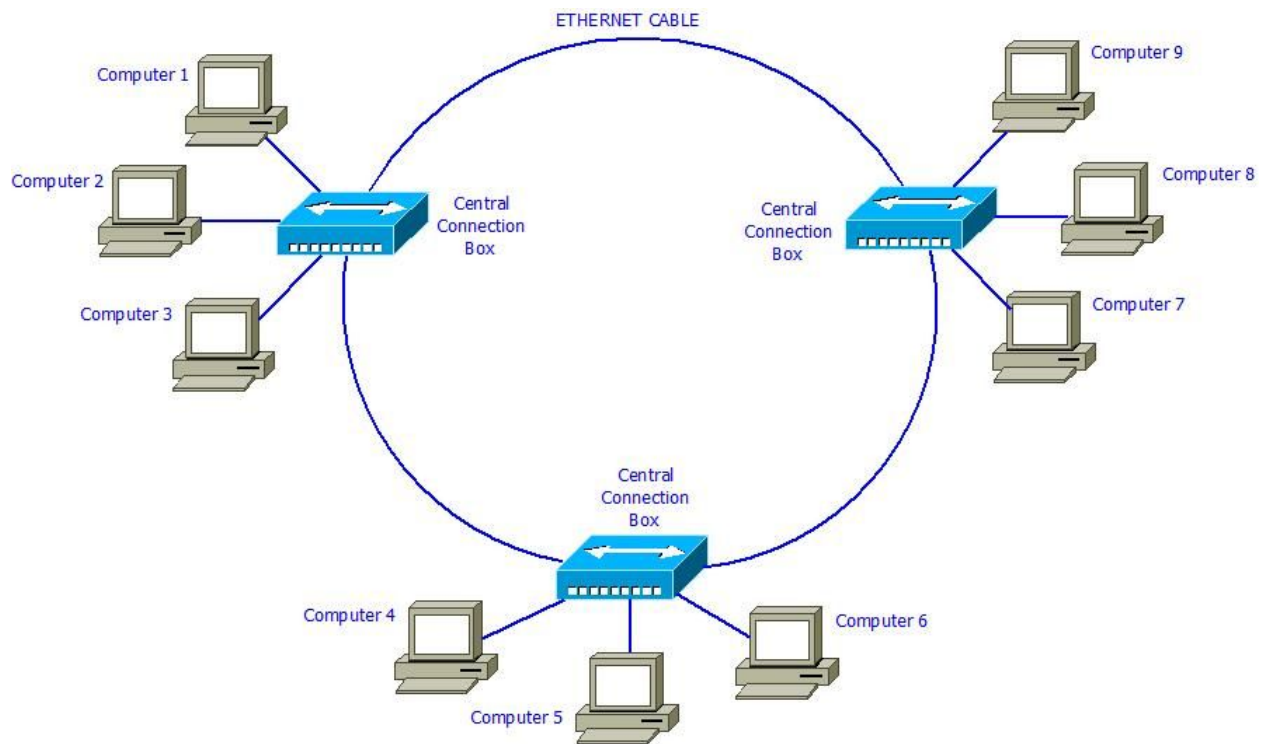 ETHERNET CABLE
Computer 1
Computer 2
Computer 3
Central
Connection
Box
Computer 9
Computer 8
Computer 7
Central
Connection
Box
Central
Connection
Box
Computer 4
Computer 5
Computer 6